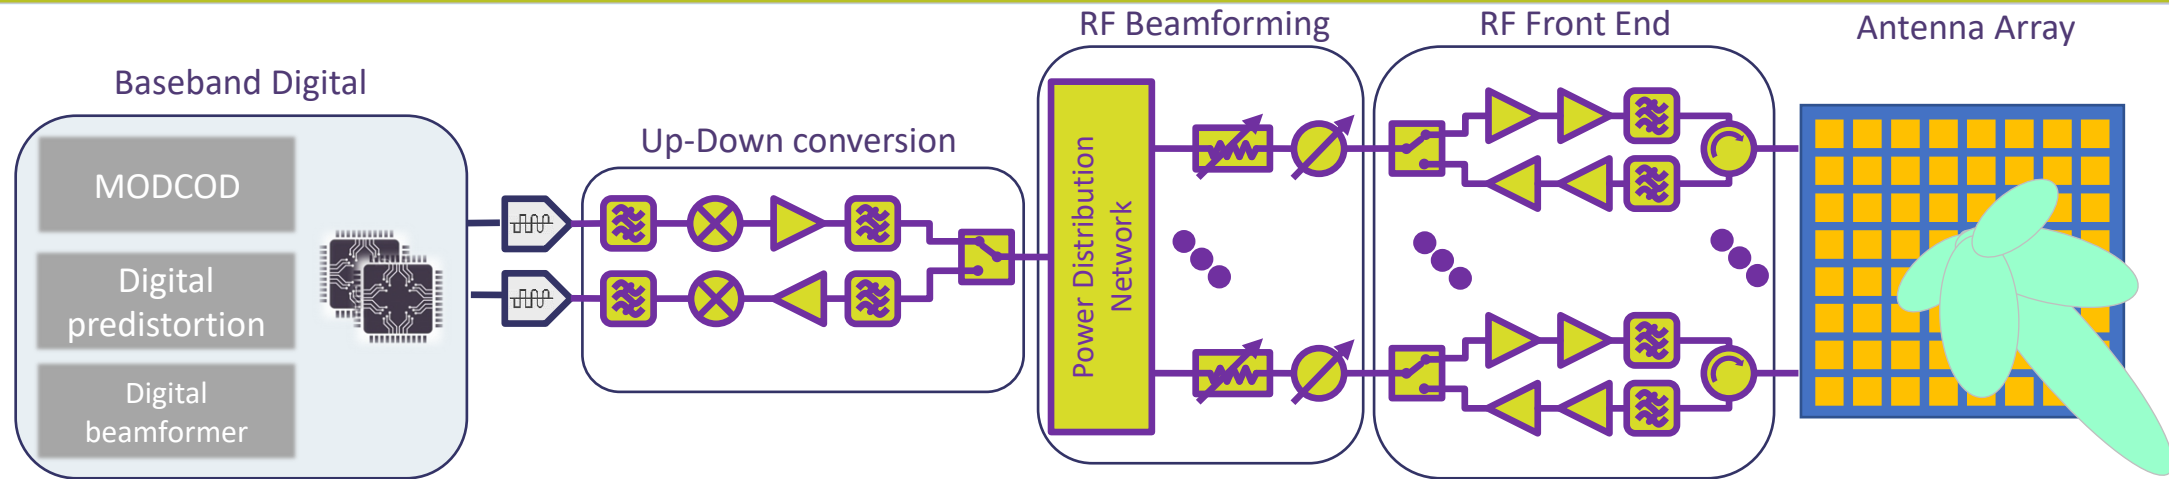 RF Beamforming
RF Front End
Antenna Array
Baseband Digital
Up-Down conversion
MODCOD
Digital
predistortion
Digital
beamformer
Power Distribution
Network